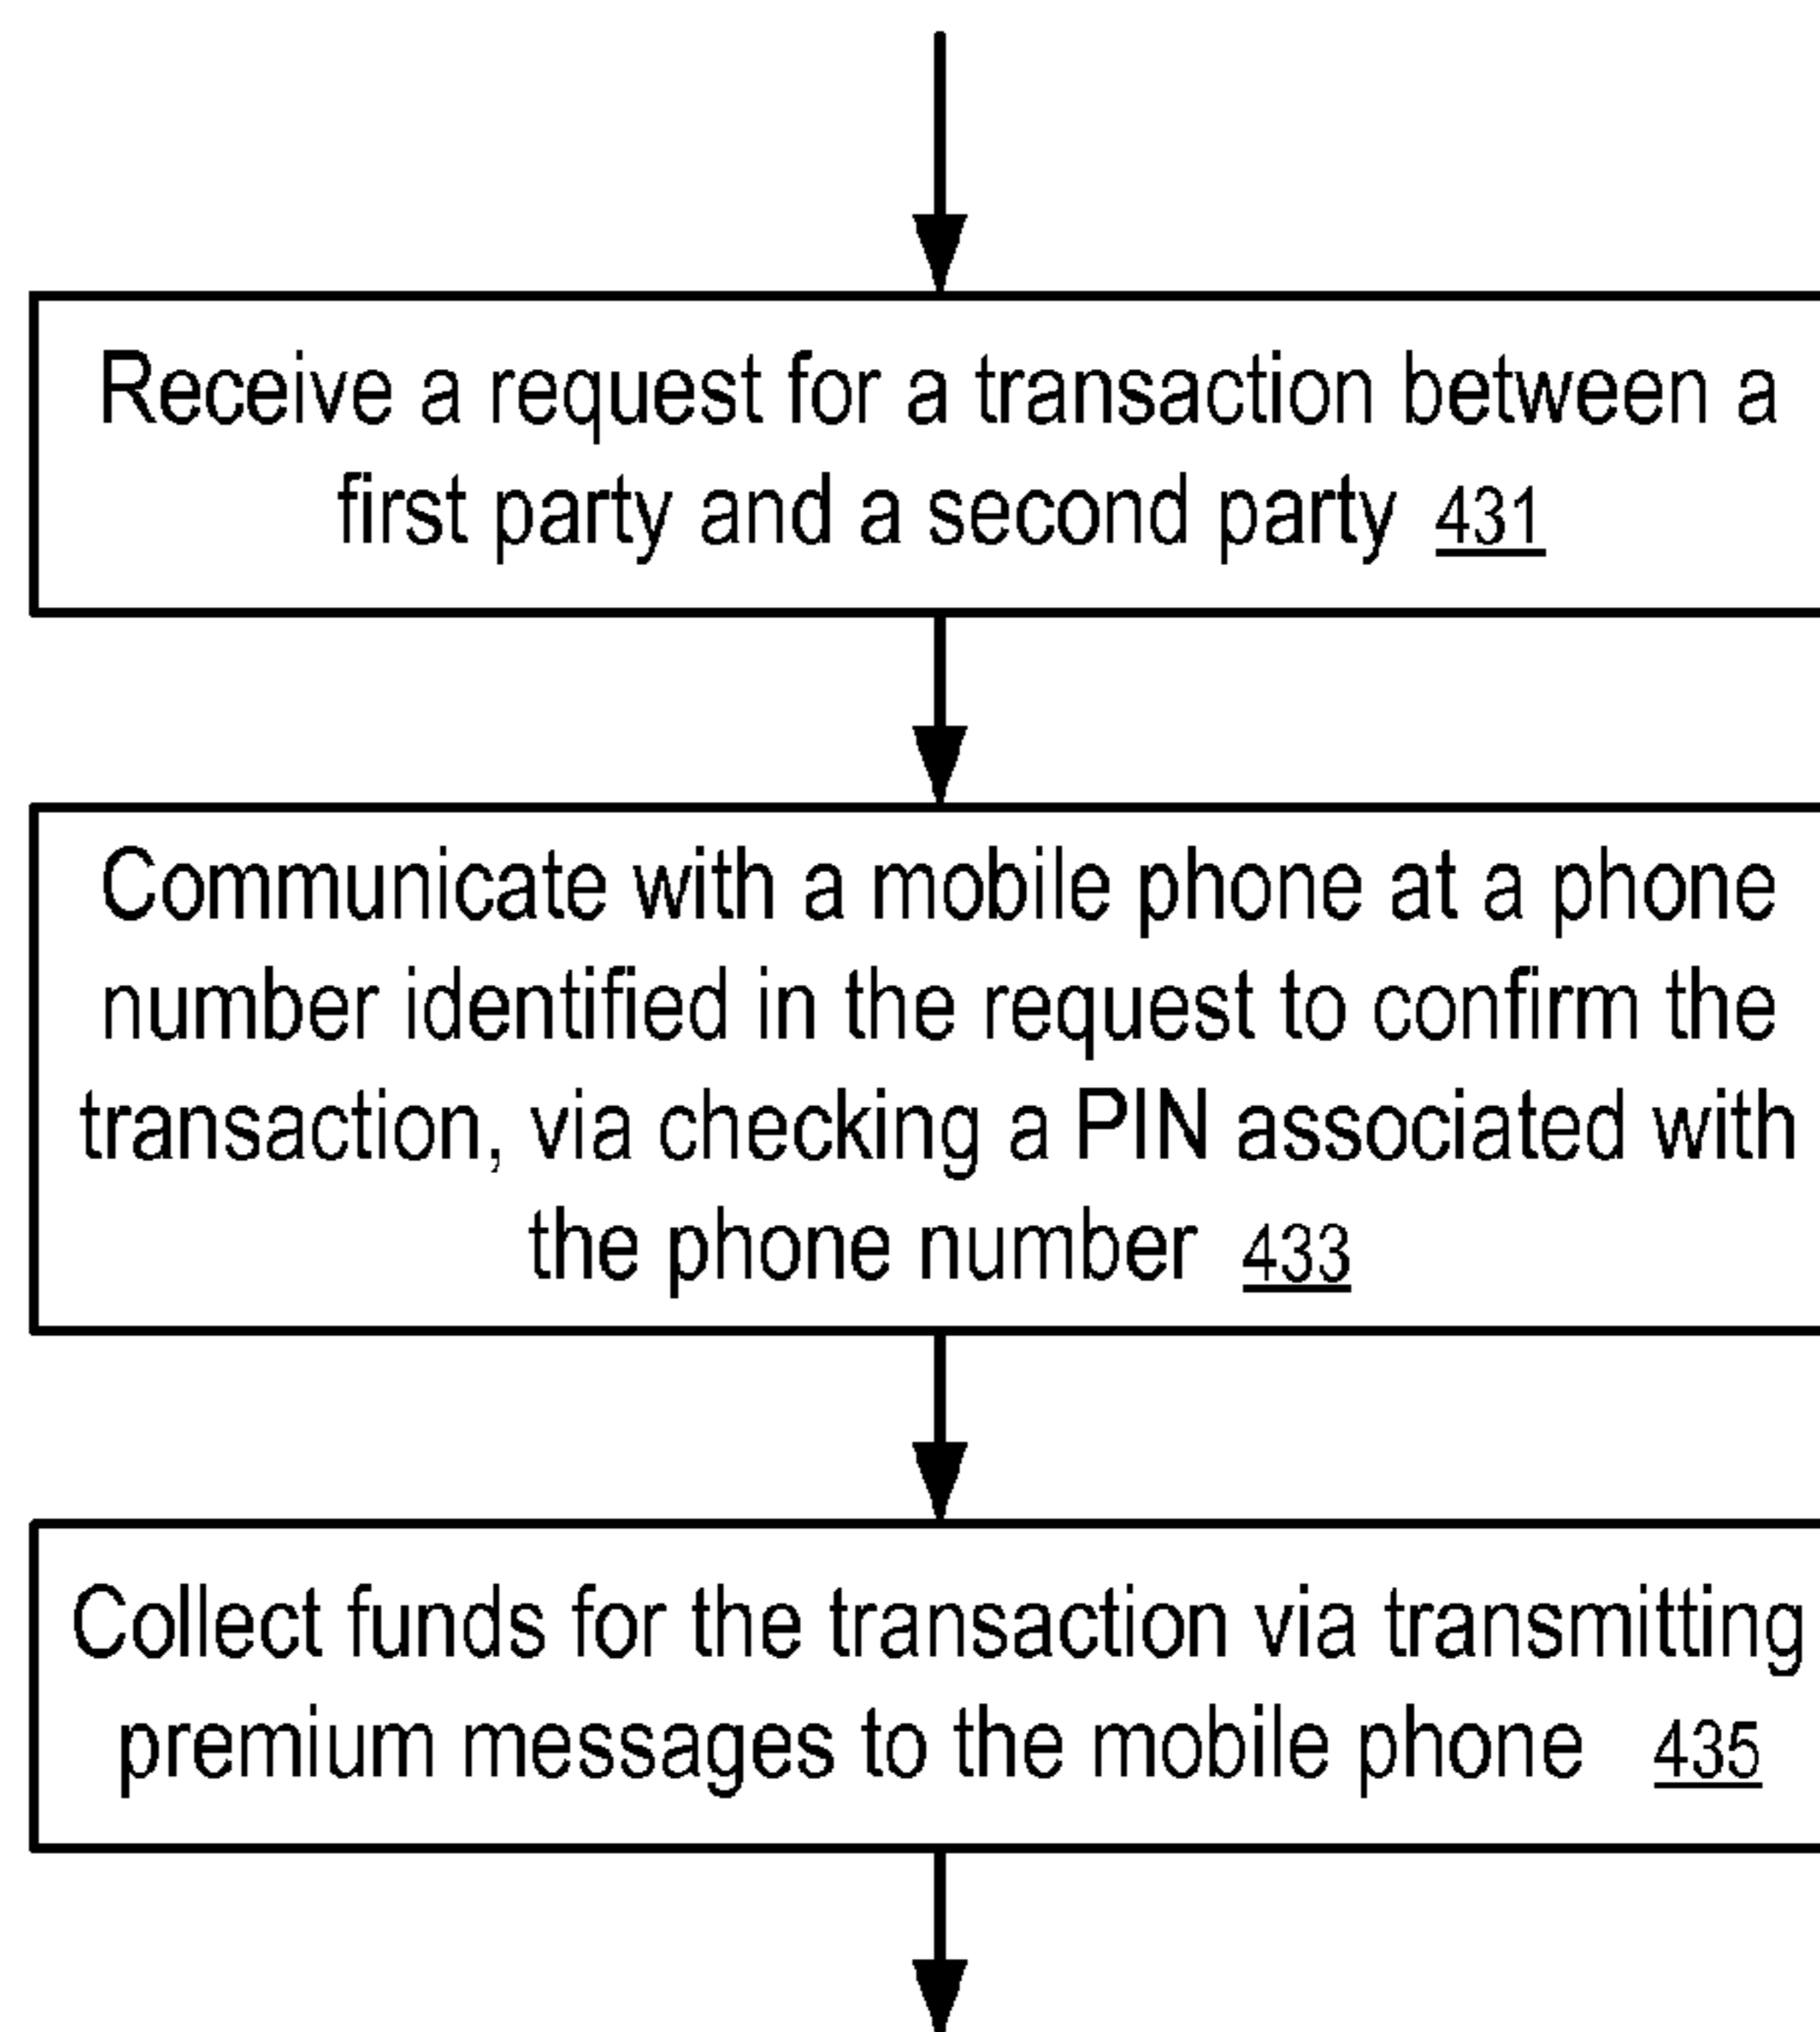 Receive a request for a transaction between a
first party and a second party 431
Communicate with a mobile phone at a phone
number identified in the request to confirm the
transaction, via checking a PIN associated with
the phone number 433
Collect funds for the transaction via transmitting
premium messages to the mobile phone 435